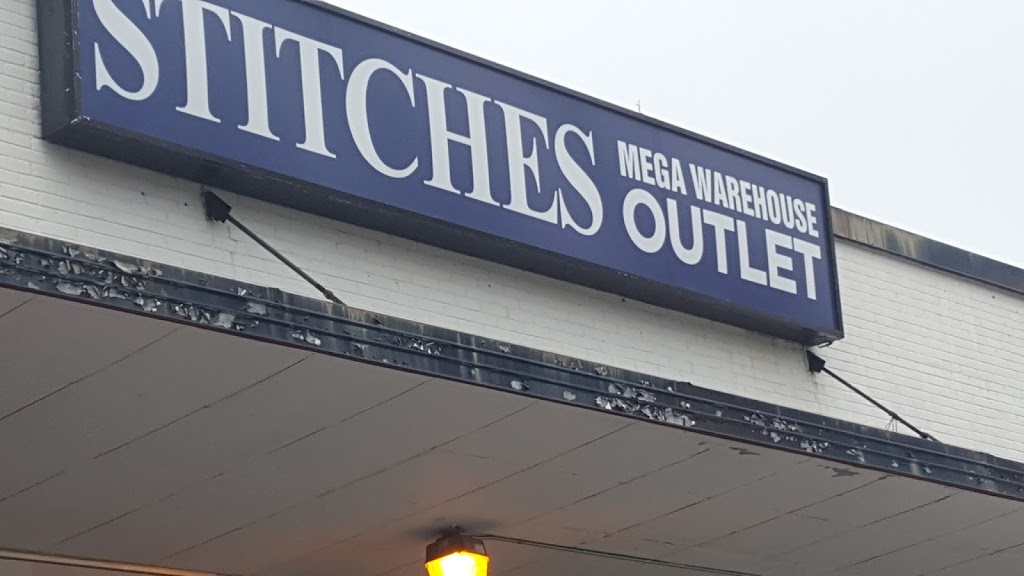 STITCHES
MEGA WAREHOUSE
OUTLET